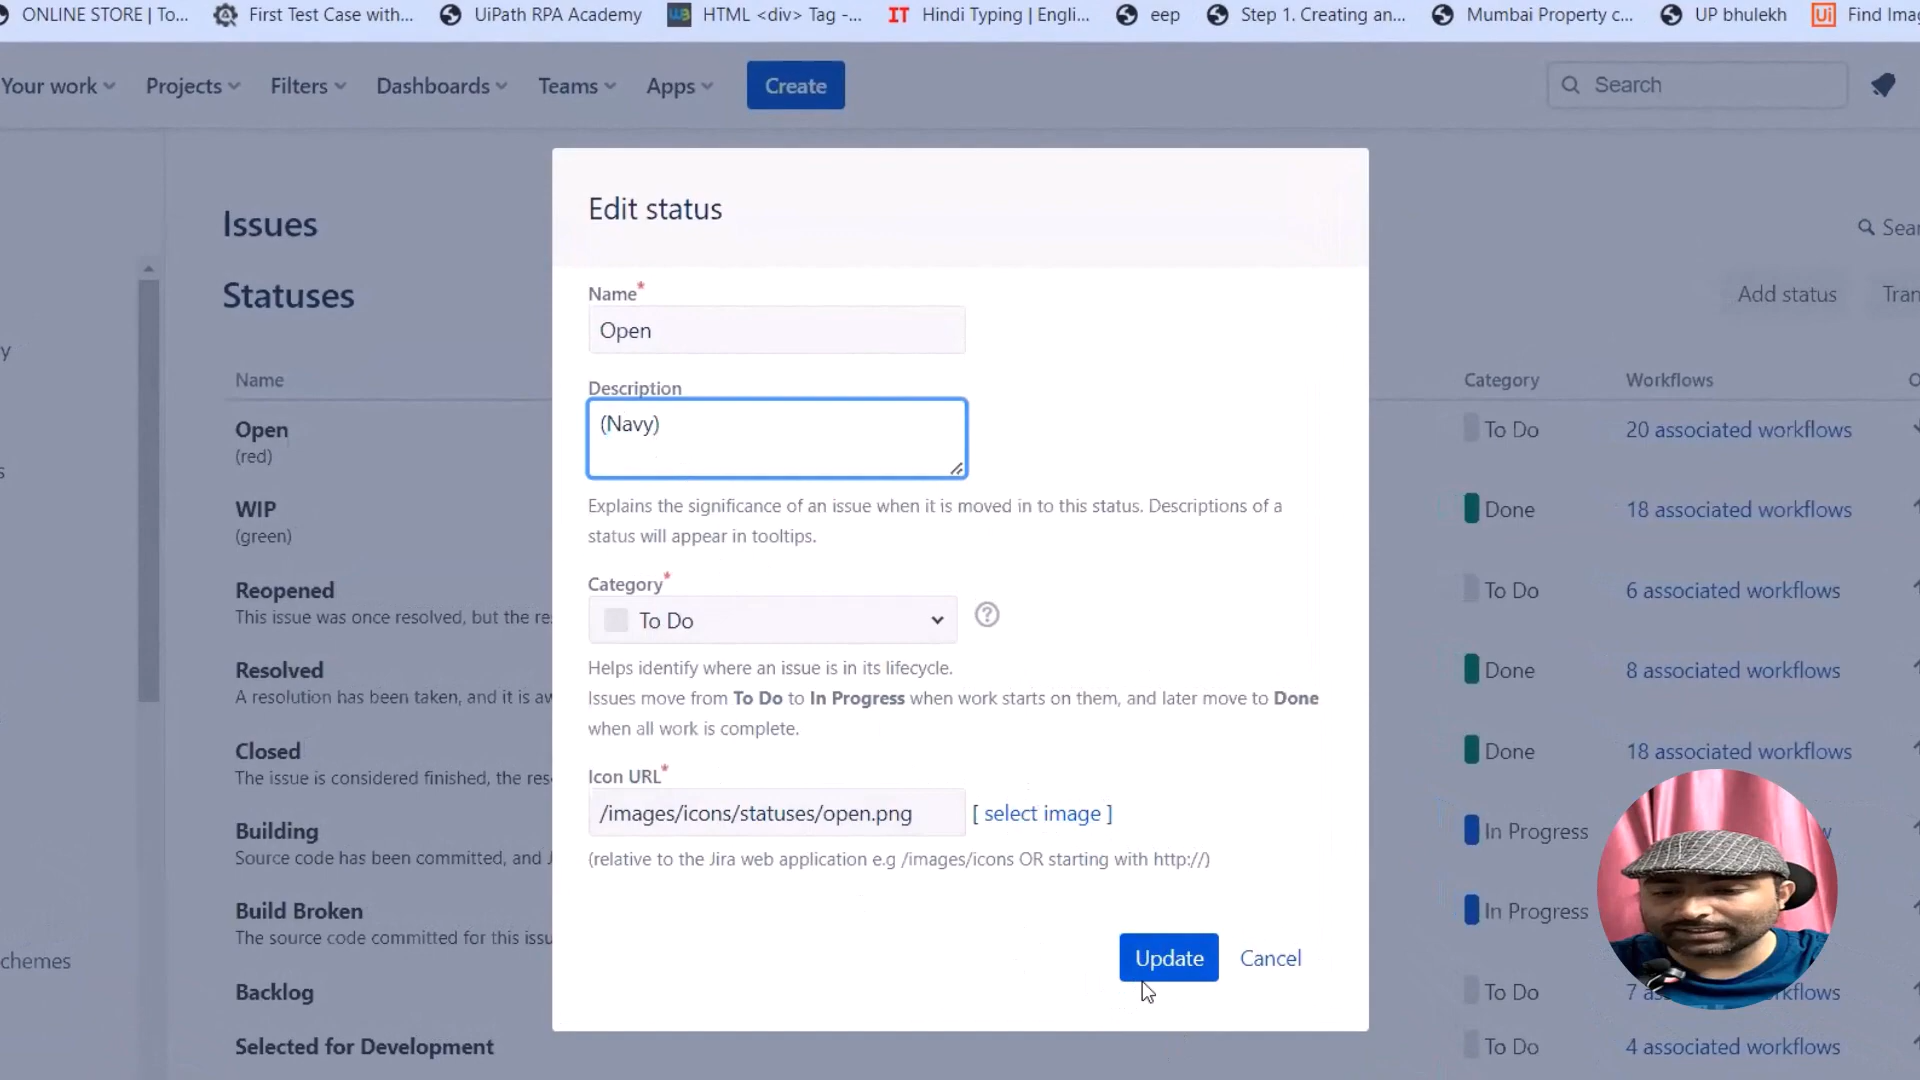 ONLINE STORE | To... First Test Case with... UiPath RPA Academy HTML <div> Tag -... IT Hindi Typing | Engli... eep Step 1. Creating an... Mumbai Property c... UP bhulekh Ui Find Imag
Your work Projects Filters Dashboards Teams Apps Create Search
Issues
Sear
Statuses
Add status Tran
Name Category Workflows
Open To Do 20 associated workflows
(red)
WIP Done 18 associated workflows
(green)
Reopened To Do 6 associated workflows
This issue was once resolved, but the re
Resolved Done 8 associated workflows
A resolution has been taken, and it is aw
Closed Done 18 associated workflows
The issue is considered finished, the res
Building In Progress
Source code has been committed, and J
Build Broken In Progress
The source code committed for this issu
chemes
Backlog To Do 7 as rkflows
Selected for Development To Do 4 associated workflows
Edit status
Name*
Open
Description
(Navy)
Explains the significance of an issue when it is moved in to this status. Descriptions of a
status will appear in tooltips.
Category*
To Do
Helps identify where an issue is in its lifecycle.
Issues move from To Do to In Progress when work starts on them, and later move to Done
when all work is complete.
Icon URL*
/images/icons/statuses/open.png [ select image ]
(relative to the Jira web application e.g /images/icons OR starting with http://)
Update Cancel